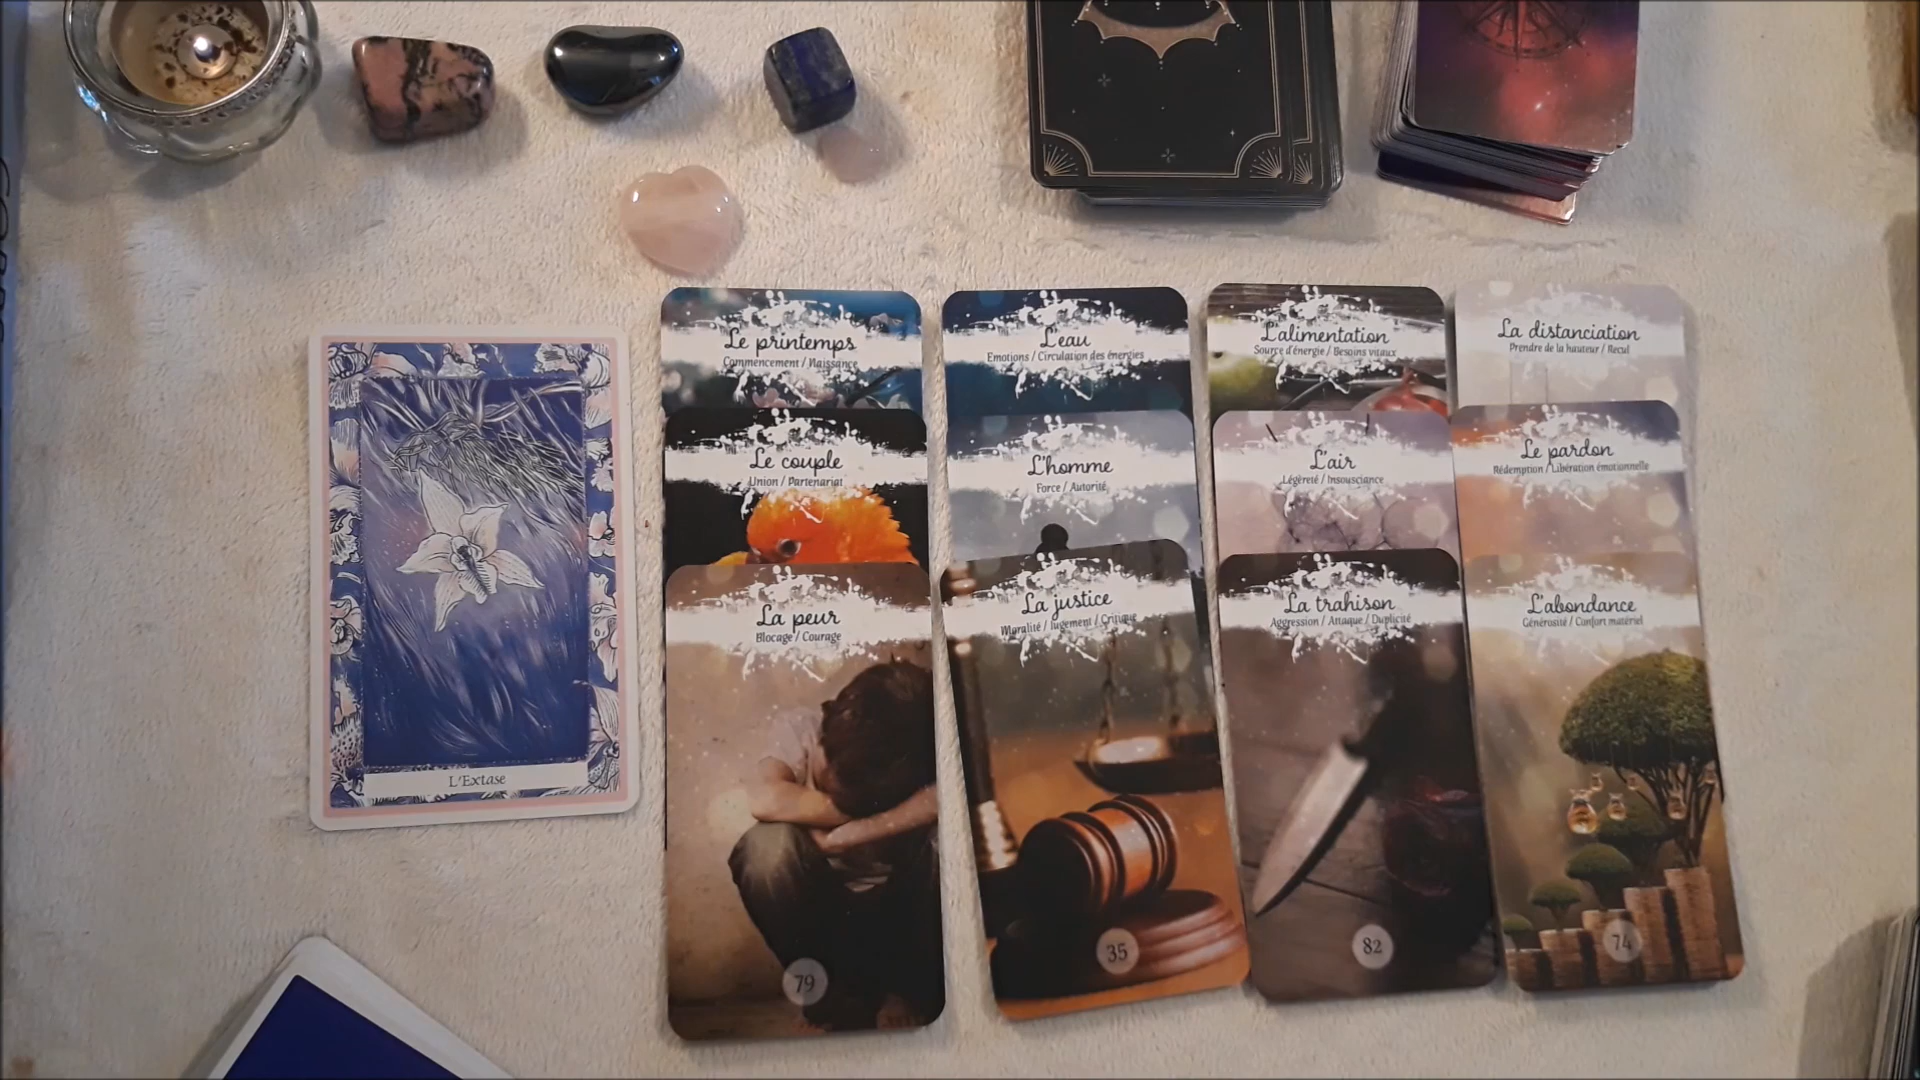 L'Extase
Le printemps
Commencement / Naissance
Le couple
Union / Partenariat
La peur
Blocage / Courage
79
L'eau
Emotions / Circulation des énergies
L'homme
Force / Autorité
La justice
Moralité / Jugement / Critique
35
L'alimentation
Source d'énergie / Besoins vitaux
L'air
Légèreté / Insousciance
La trahison
Aggression / Attaque / Duplicité
82
La distanciation
Prendre de la hauteur / Recul
Le pardon
Rédemption / Libération émotionnelle
L'abondance
Générosité / Confort matériel
74